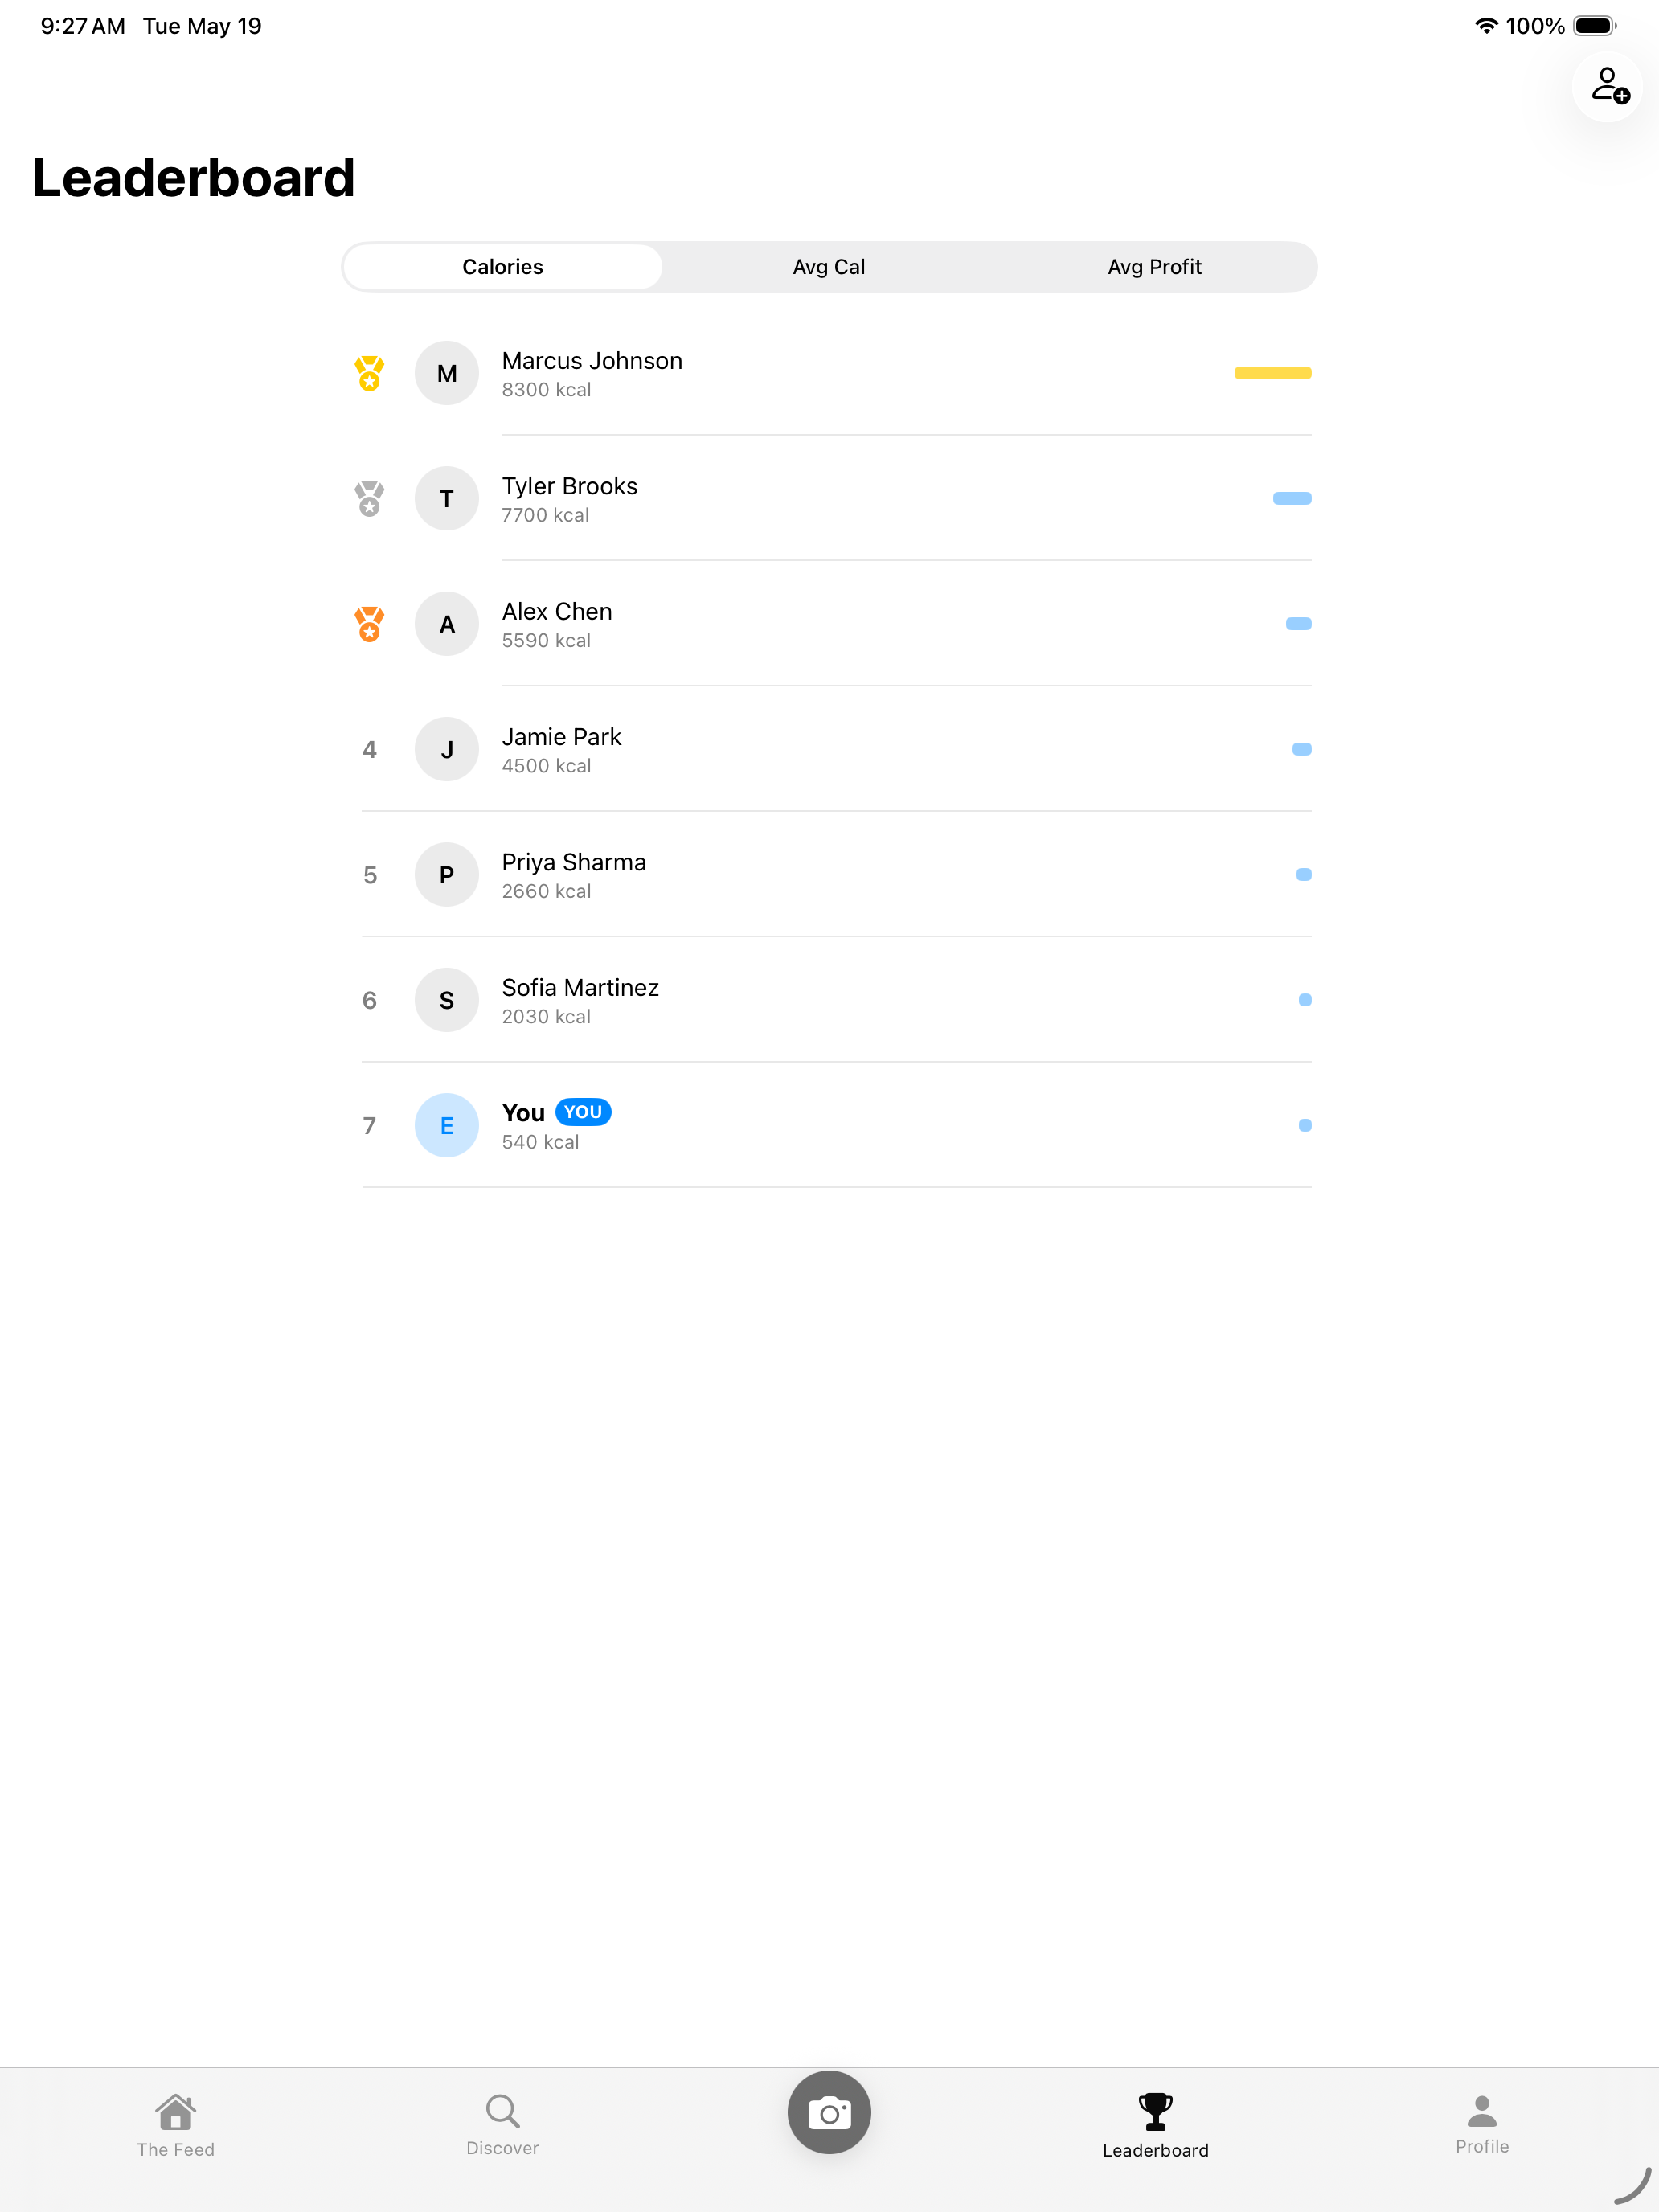 9:27 AM Tue May 19 100%
Leaderboard
Calories Avg Cal Avg Profit
M Marcus Johnson
8300 kcal
T Tyler Brooks
7700 kcal
A Alex Chen
5590 kcal
4 J Jamie Park
4500 kcal
5 P Priya Sharma
2660 kcal
6 S Sofia Martinez
2030 kcal
7 E You YOU
540 kcal
The Feed Discover Leaderboard Profile